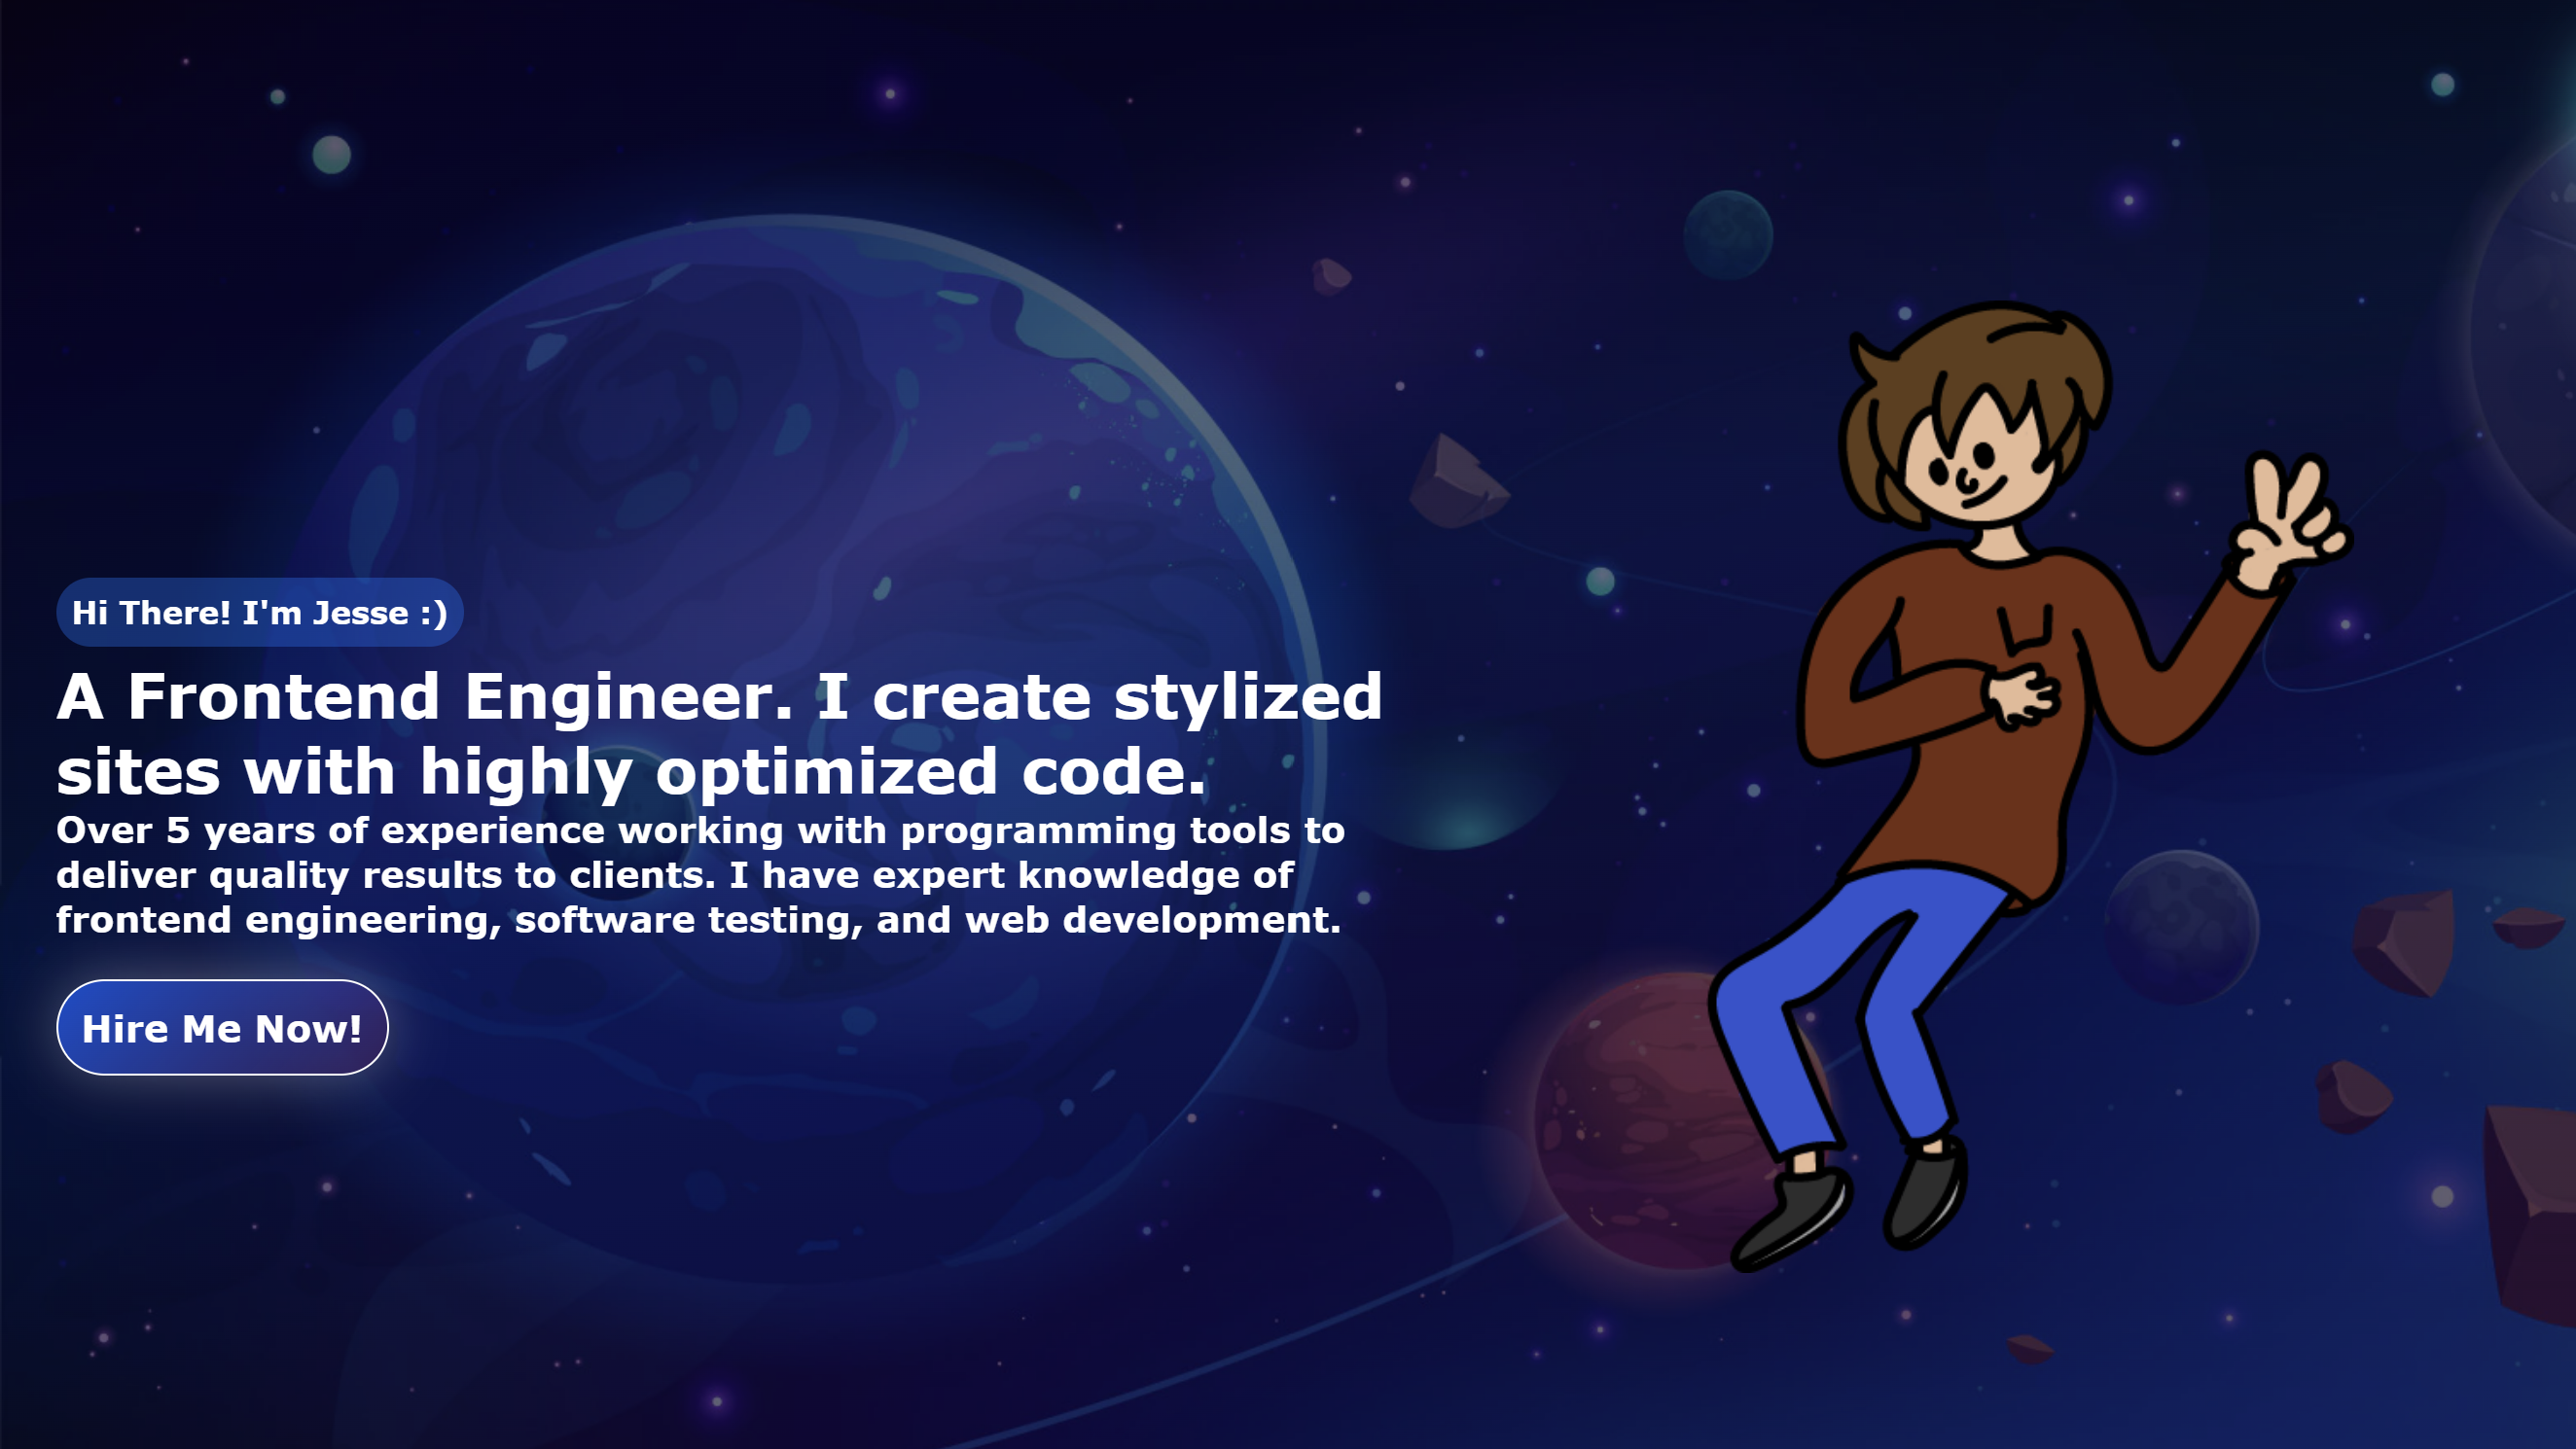 Hi There! I'm Jesse :)
A Frontend Engineer. I create stylized
sites with highly optimized code.
Over 5 years of experience working with programming tools to
deliver quality results to clients. I have expert knowledge of
frontend engineering, software testing, and web development.
Hire Me Now!